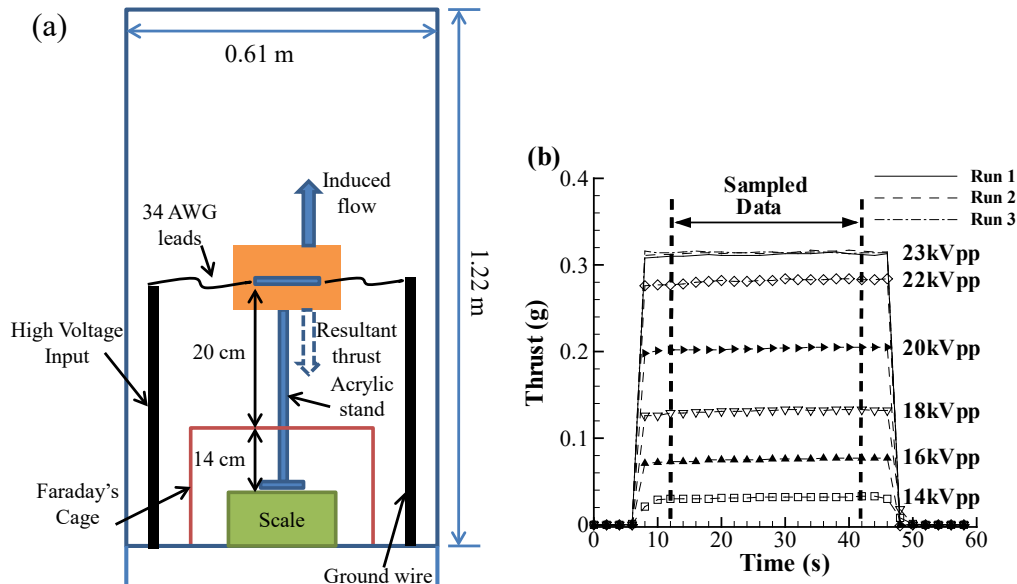 (a)
0.61 m
1.22 m
Induced
flow
34 AWG
leads
High Voltage
Input
20 cm
Resultant
thrust
Acrylic
stand
14 cm
Faraday's
Cage
Scale
Ground wire
(b)
Run 1
Run 2
Run 3
Sampled
Data
23kVpp
22kVpp
20kVpp
18kVpp
16kVpp
14kVpp
Thrust (g)
0.4
0.3
0.2
0.1
0
0 10 20 30 40 50 60
Time (s)